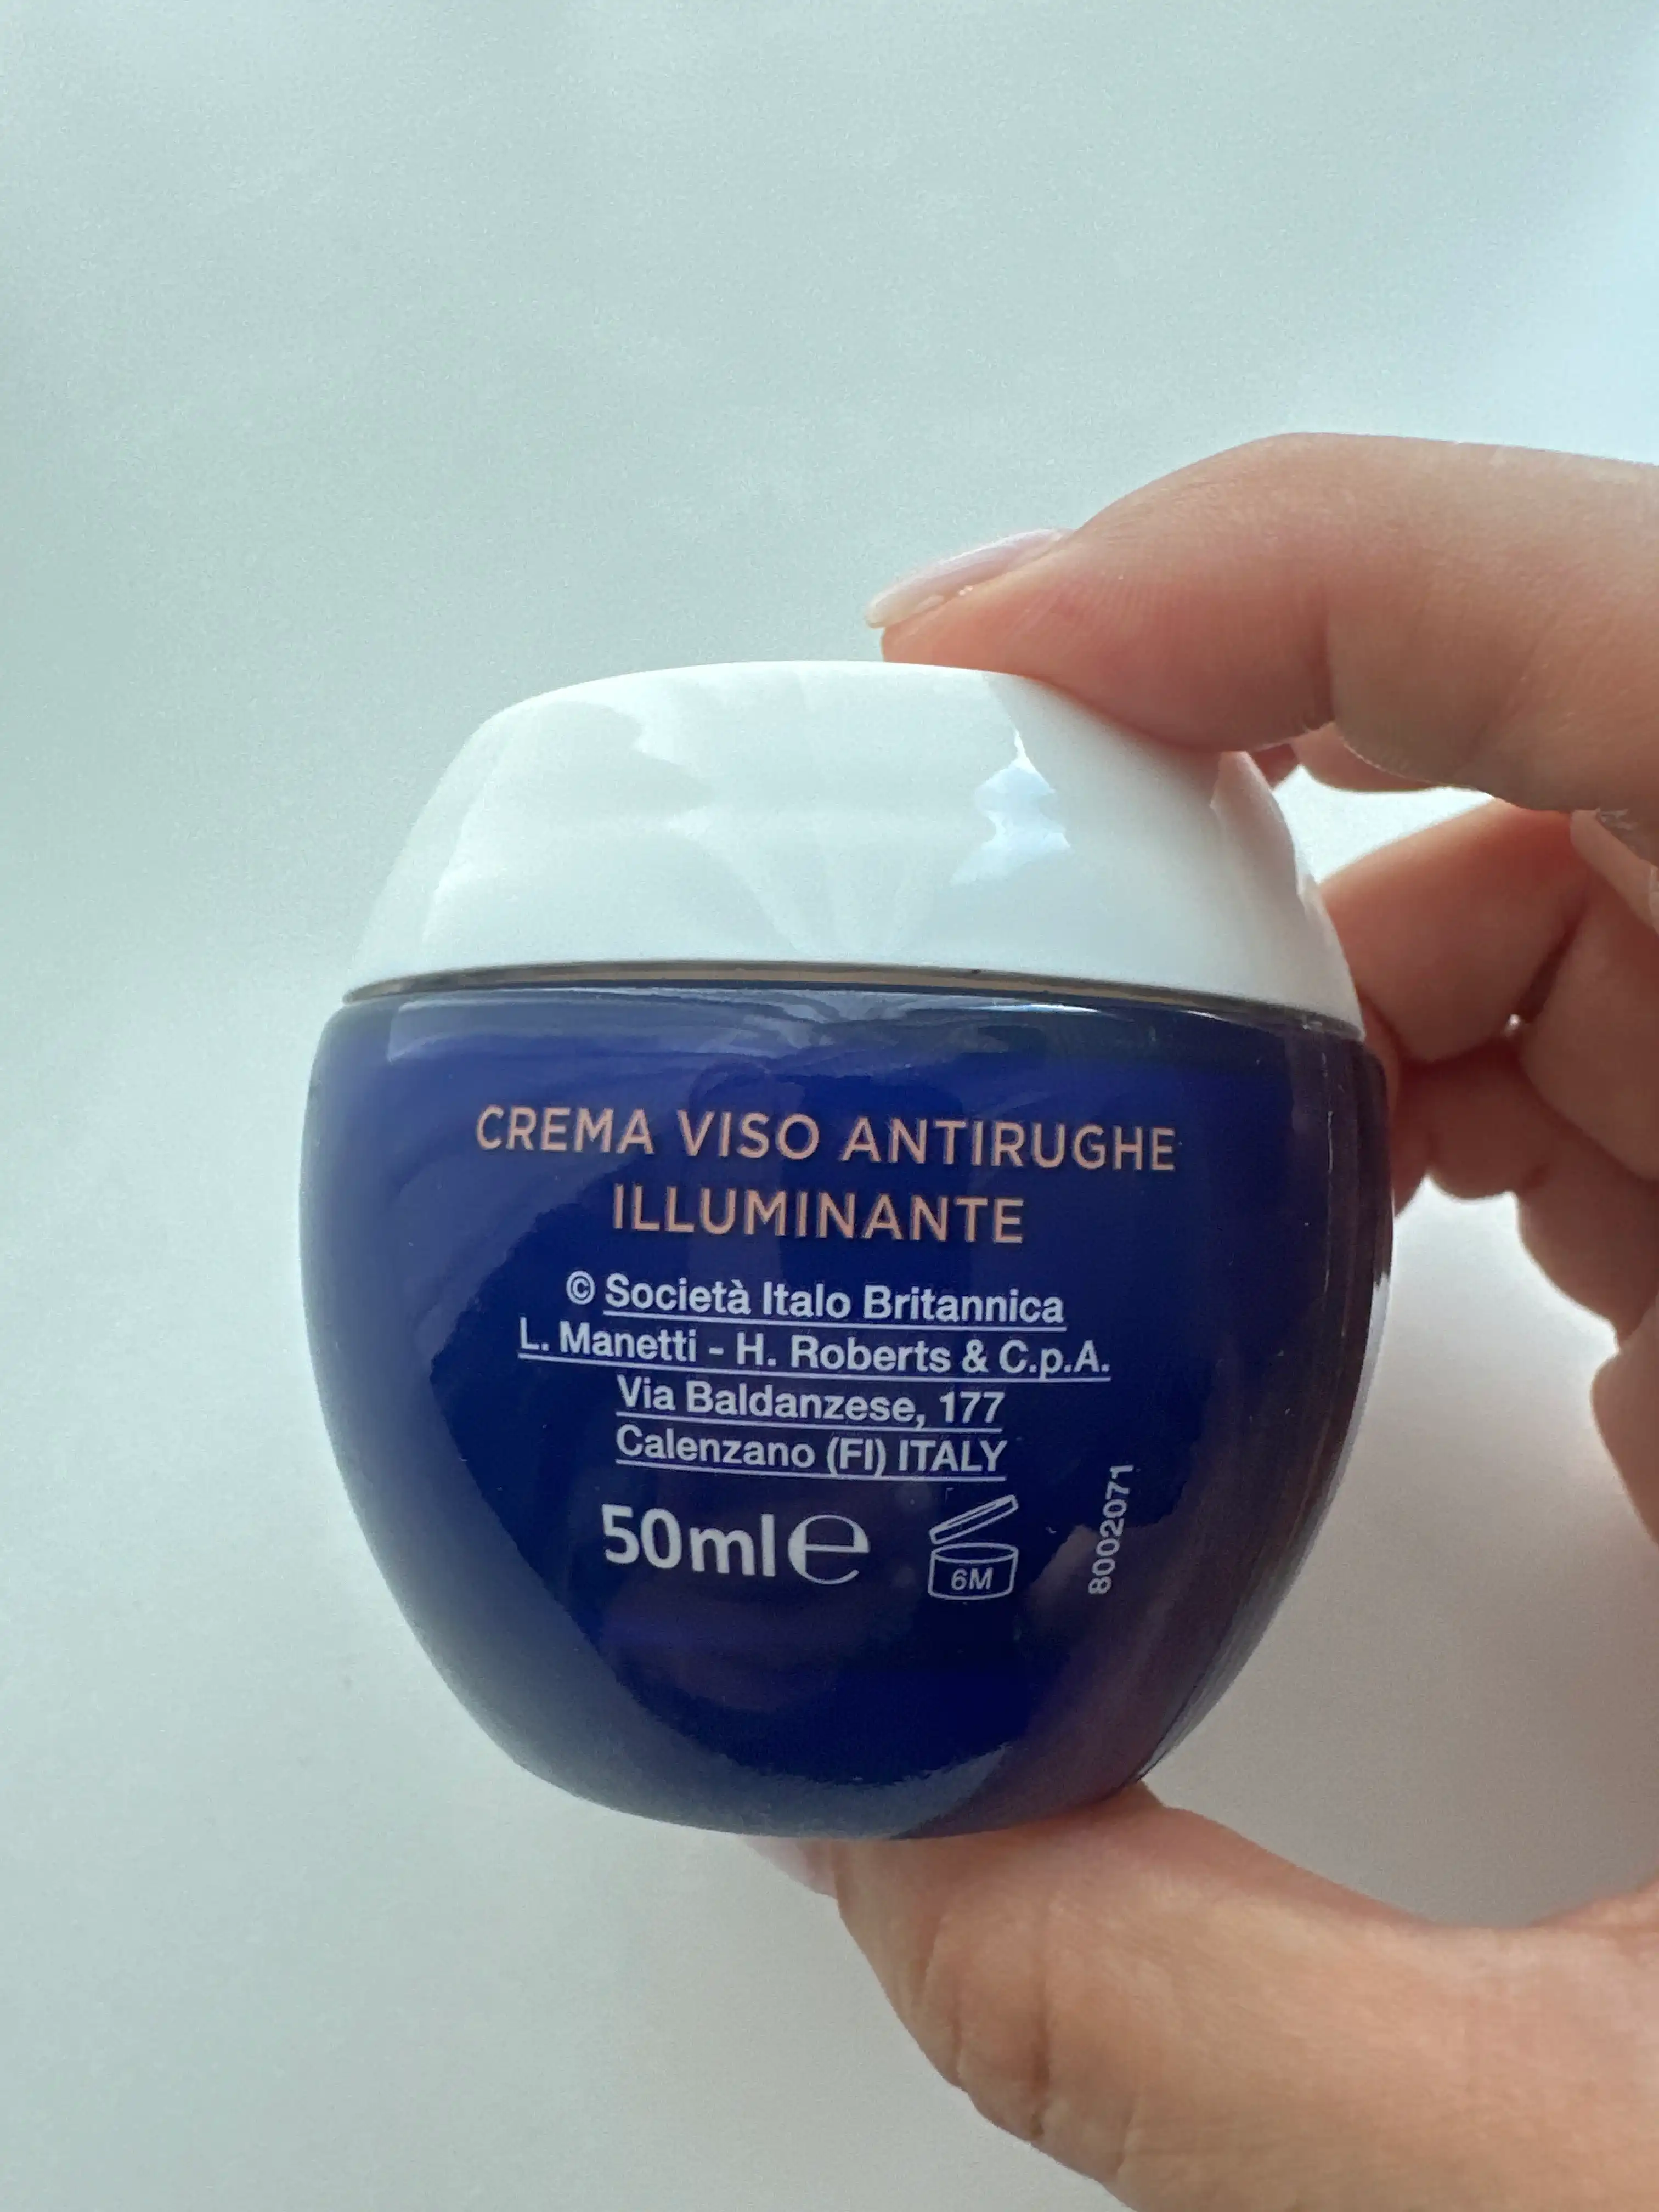 CREMA VISO ANTIRUGHE
ILLUMINANTE
© Società Italo Britannica
L. Manetti - H. Roberts & C.p.A.
Via Baldanzese, 177
Calenzano (FI) ITALY
50ml e
6M
8002071